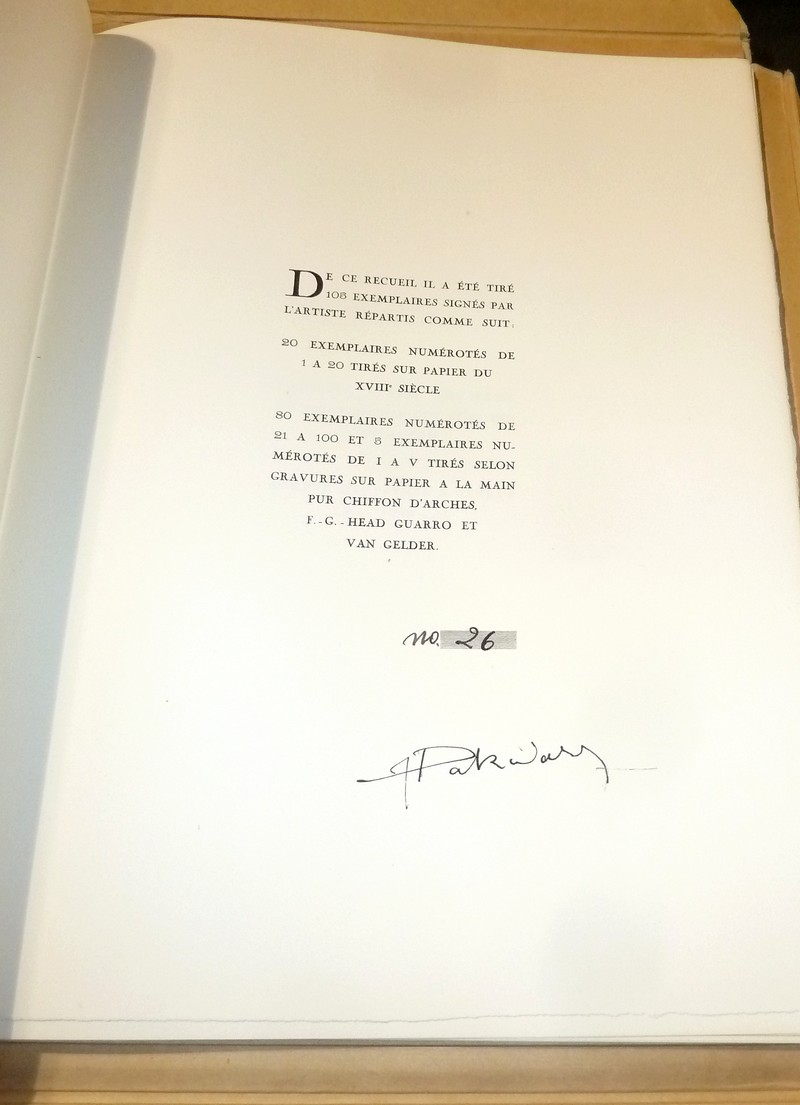 DE CE RECUEIL IL A ÉTÉ TIRÉ
105 EXEMPLAIRES SIGNÉS PAR
L'ARTISTE RÉPARTIS COMME SUIT:
20 EXEMPLAIRES NUMÉROTÉS DE
1 A 20 TIRÉS SUR PAPIER DU
XVIIIe SIÈCLE
80 EXEMPLAIRES NUMÉROTÉS DE
21 A 100 ET 5 EXEMPLAIRES NU-
MÉROTÉS DE I A V TIRÉS SELON
GRAVURES SUR PAPIER A LA MAIN
PUR CHIFFON D'ARCHES,
F.-G.-HEAD GUARRO ET
VAN GELDER.
no. 26